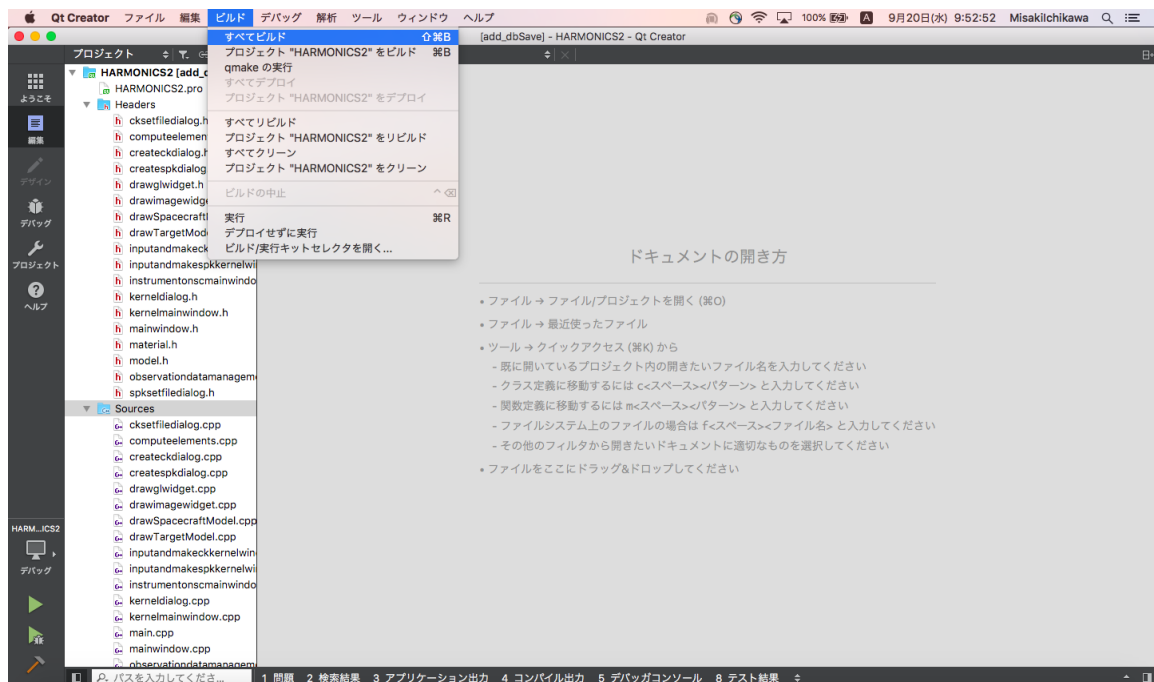 Qt Creator ファイル 編集 ビルド デバッグ 解析 ツール ウィンドウ ヘルプ 100% A 9月20日(水) 9:52:52 MisakiIchikawa
[add_dbSave] - HARMONICS2 - Qt Creator
プロジェクト
すべてビルド ⇧⌘B
プロジェクト "HARMONICS2" をビルド ⌘B
qmake の実行
すべてデプロイ
プロジェクト "HARMONICS2" をデプロイ
すべてリビルド
プロジェクト "HARMONICS2" をリビルド
すべてクリーン
プロジェクト "HARMONICS2" をクリーン
ビルドの中止 ^⌫
実行 ⌘R
デプロイせずに実行
ビルド/実行キットセレクタを開く...
ようこそ
編集
デザイン
デバッグ
プロジェクト
ヘルプ
HARM...ICS2
デバッグ
HARMONICS2 [add_d
HARMONICS2.pro
Headers
cksetfiledialog.h
computeelemen
createckdialog.h
createspkdialog
drawglwidget.h
drawimagewidge
drawSpacecraftl
drawTargetMod
inputandmakeck
inputandmakespkkernelwi
instrumentonscmainwindo
kerneldialog.h
kernelmainwindow.h
mainwindow.h
material.h
model.h
observationdatamanagem
spksetfiledialog.h
Sources
cksetfiledialog.cpp
computeelements.cpp
createckdialog.cpp
createspkdialog.cpp
drawglwidget.cpp
drawimagewidget.cpp
drawSpacecraftModel.cpp
drawTargetModel.cpp
inputandmakeckkernelwin
inputandmakespkkernelwi
instrumentonscmainwindo
kerneldialog.cpp
kernelmainwindow.cpp
main.cpp
mainwindow.cpp
observationdatamanagem
ドキュメントの開き方
• ファイル → ファイル/プロジェクトを開く (⌘O)
• ファイル → 最近使ったファイル
• ツール → クイックアクセス (⌘K) から
- 既に開いているプロジェクト内の開きたいファイル名を入力してください
- クラス定義に移動するには c<スペース><パターン> と入力してください
- 関数定義に移動するには m<スペース><パターン> と入力してください
- ファイルシステム上のファイルの場合は f<スペース><ファイル名> と入力してください
- その他のフィルタから開きたいドキュメントに適切なものを選択してください
• ファイルをここにドラッグ&ドロップしてください
パスを入力してくださ... 1 問題 2 検索結果 3 アプリケーション出力 4 コンパイル出力 5 デバッガコンソール 8 テスト結果